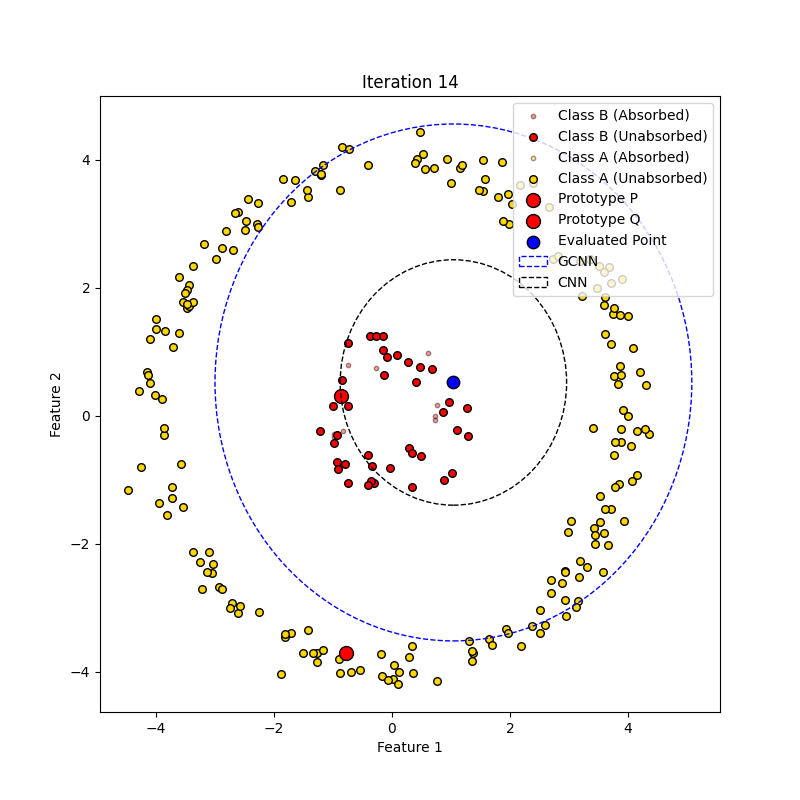 Iteration 14
Class B (Absorbed)
Class B (Unabsorbed)
Class A (Absorbed)
Class A (Unabsorbed)
Prototype P
Prototype Q
Evaluated Point
GCNN
CNN
4
2
0
−2
−4
Feature 2
−4 −2 0 2 4
Feature 1